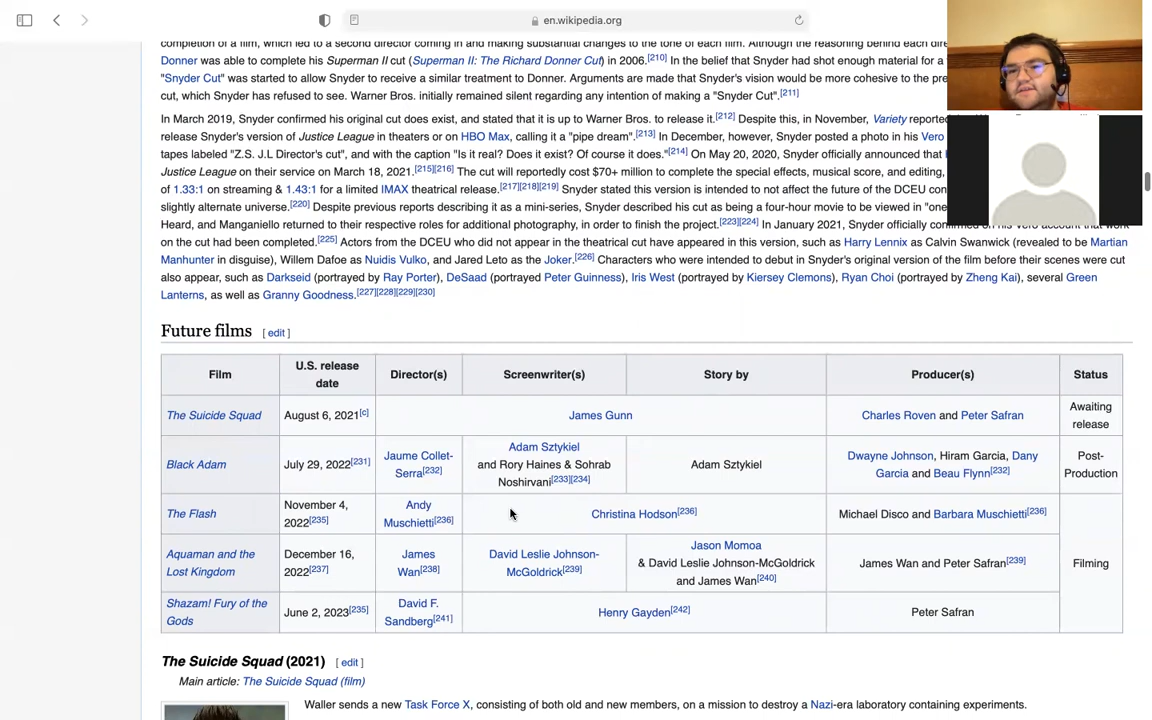 en.wikipedia.org
completion of a film, which led to a second director coming in and making substantial changes to the tone of each film. Although the reasoning behind each dire
Donner was able to complete his Superman II cut (Superman II: The Richard Donner Cut) in 2006.[210] In the belief that Snyder had shot enough material for a
"Snyder Cut" was started to allow Snyder to receive a similar treatment to Donner. Arguments are made that Snyder's vision would be more cohesive to the pre
cut, which Snyder has refused to see. Warner Bros. initially remained silent regarding any intention of making a "Snyder Cut".[211]
In March 2019, Snyder confirmed his original cut does exist, and stated that it is up to Warner Bros. to release it.[212] Despite this, in November, Variety reported
release Snyder's version of Justice League in theaters or on HBO Max, calling it a "pipe dream".[213] In December, however, Snyder posted a photo in his Vero
tapes labeled "Z.S. J.L Director's cut", and with the caption "Is it real? Does it exist? Of course it does."[214] On May 20, 2020, Snyder officially announced that
Justice League on their service on March 18, 2021.[215][216] The cut will reportedly cost $70+ million to complete the special effects, musical score, and editing,
of 1.33:1 on streaming & 1.43:1 for a limited IMAX theatrical release.[217][218][219] Snyder stated this version is intended to not affect the future of the DCEU con
slightly alternate universe.[220] Despite previous reports describing it as a mini-series, Snyder described his cut as being a four-hour movie to be viewed in "one
Heard, and Manganiello returned to their respective roles for additional photography, in order to finish the project.[223][224] In January 2021, Snyder officially confirmed on his Vero account that work
on the cut had been completed.[225] Actors from the DCEU who did not appear in the theatrical cut have appeared in this version, such as Harry Lennix as Calvin Swanwick (revealed to be Martian
Manhunter in disguise), Willem Dafoe as Nuidis Vulko, and Jared Leto as the Joker.[226] Characters who were intended to debut in Snyder's original version of the film before their scenes were cut
also appear, such as Darkseid (portrayed by Ray Porter), DeSaad (portrayed Peter Guinness), Iris West (portrayed by Kiersey Clemons), Ryan Choi (portrayed by Zheng Kai), several Green
Lanterns, as well as Granny Goodness.[227][228][229][230]
Future films [ edit ]
Film U.S. release date Director(s) Screenwriter(s) Story by Producer(s) Status
The Suicide Squad August 6, 2021[c] James Gunn Charles Roven and Peter Safran Awaiting release
Black Adam July 29, 2022[231] Jaume Collet-Serra[232] Adam Sztykiel and Rory Haines & Sohrab Noshirvani[233][234] Adam Sztykiel Dwayne Johnson, Hiram Garcia, Dany Garcia and Beau Flynn[232] Post-Production
The Flash November 4, 2022[235] Andy Muschietti[236] Christina Hodson[236] Michael Disco and Barbara Muschietti[236] Filming
Aquaman and the Lost Kingdom December 16, 2022[237] James Wan[238] David Leslie Johnson-McGoldrick[239] Jason Momoa & David Leslie Johnson-McGoldrick and James Wan[240] James Wan and Peter Safran[239]
Shazam! Fury of the Gods June 2, 2023[235] David F. Sandberg[241] Henry Gayden[242] Peter Safran
The Suicide Squad (2021) [ edit ]
Main article: The Suicide Squad (film)
Waller sends a new Task Force X, consisting of both old and new members, on a mission to destroy a Nazi-era laboratory containing experiments.